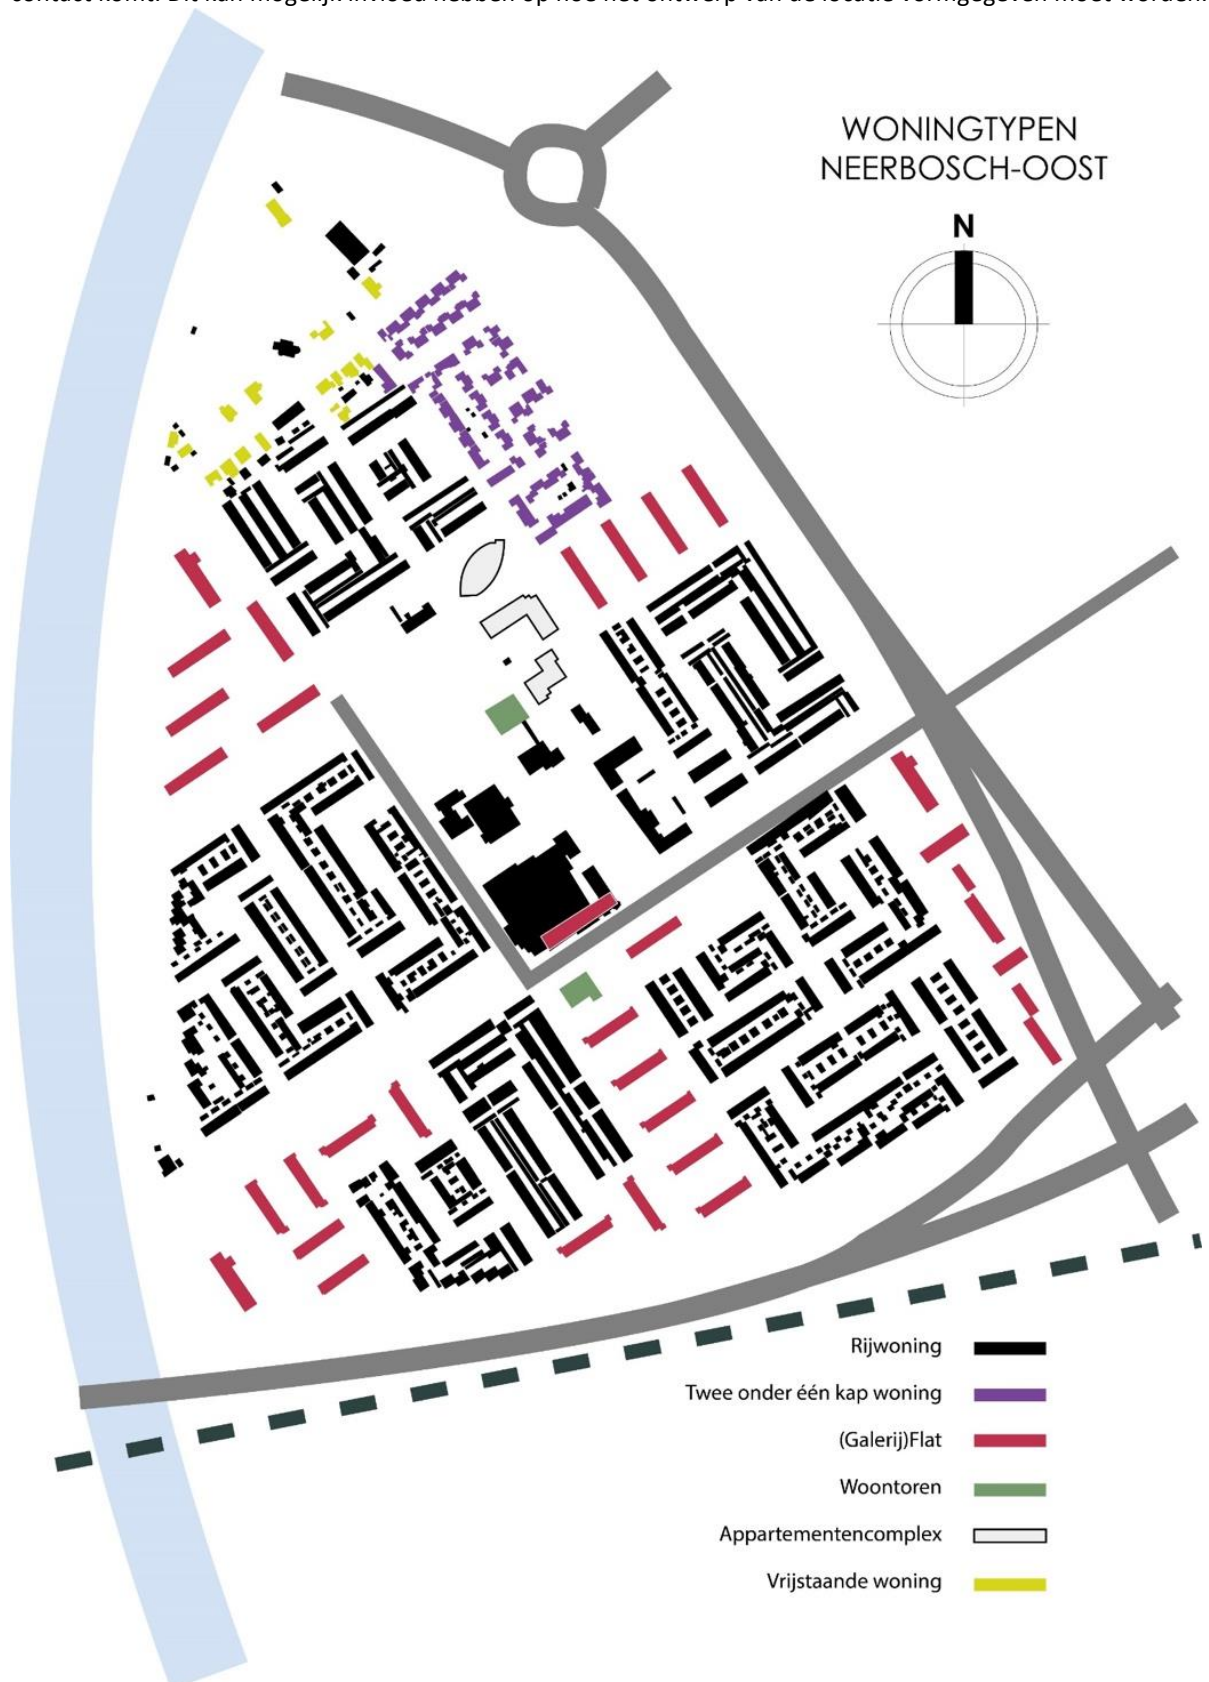 contact komt. Dit kan mogelijk invloed hebben op hoe het ontwerp van de locatie vormgegeven moet worden.
WONINGTYPEN
NEERBOSCH-OOST
N
Rijwoning
Twee onder één kap woning
(Galerij)Flat
Woontoren
Appartementencomplex
Vrijstaande woning